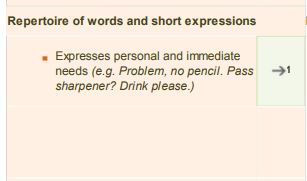 Repertoire of words and short expressions
Expresses personal and immediate
needs (e.g. Problem, no pencil. Pass
sharpener? Drink please.)
→1